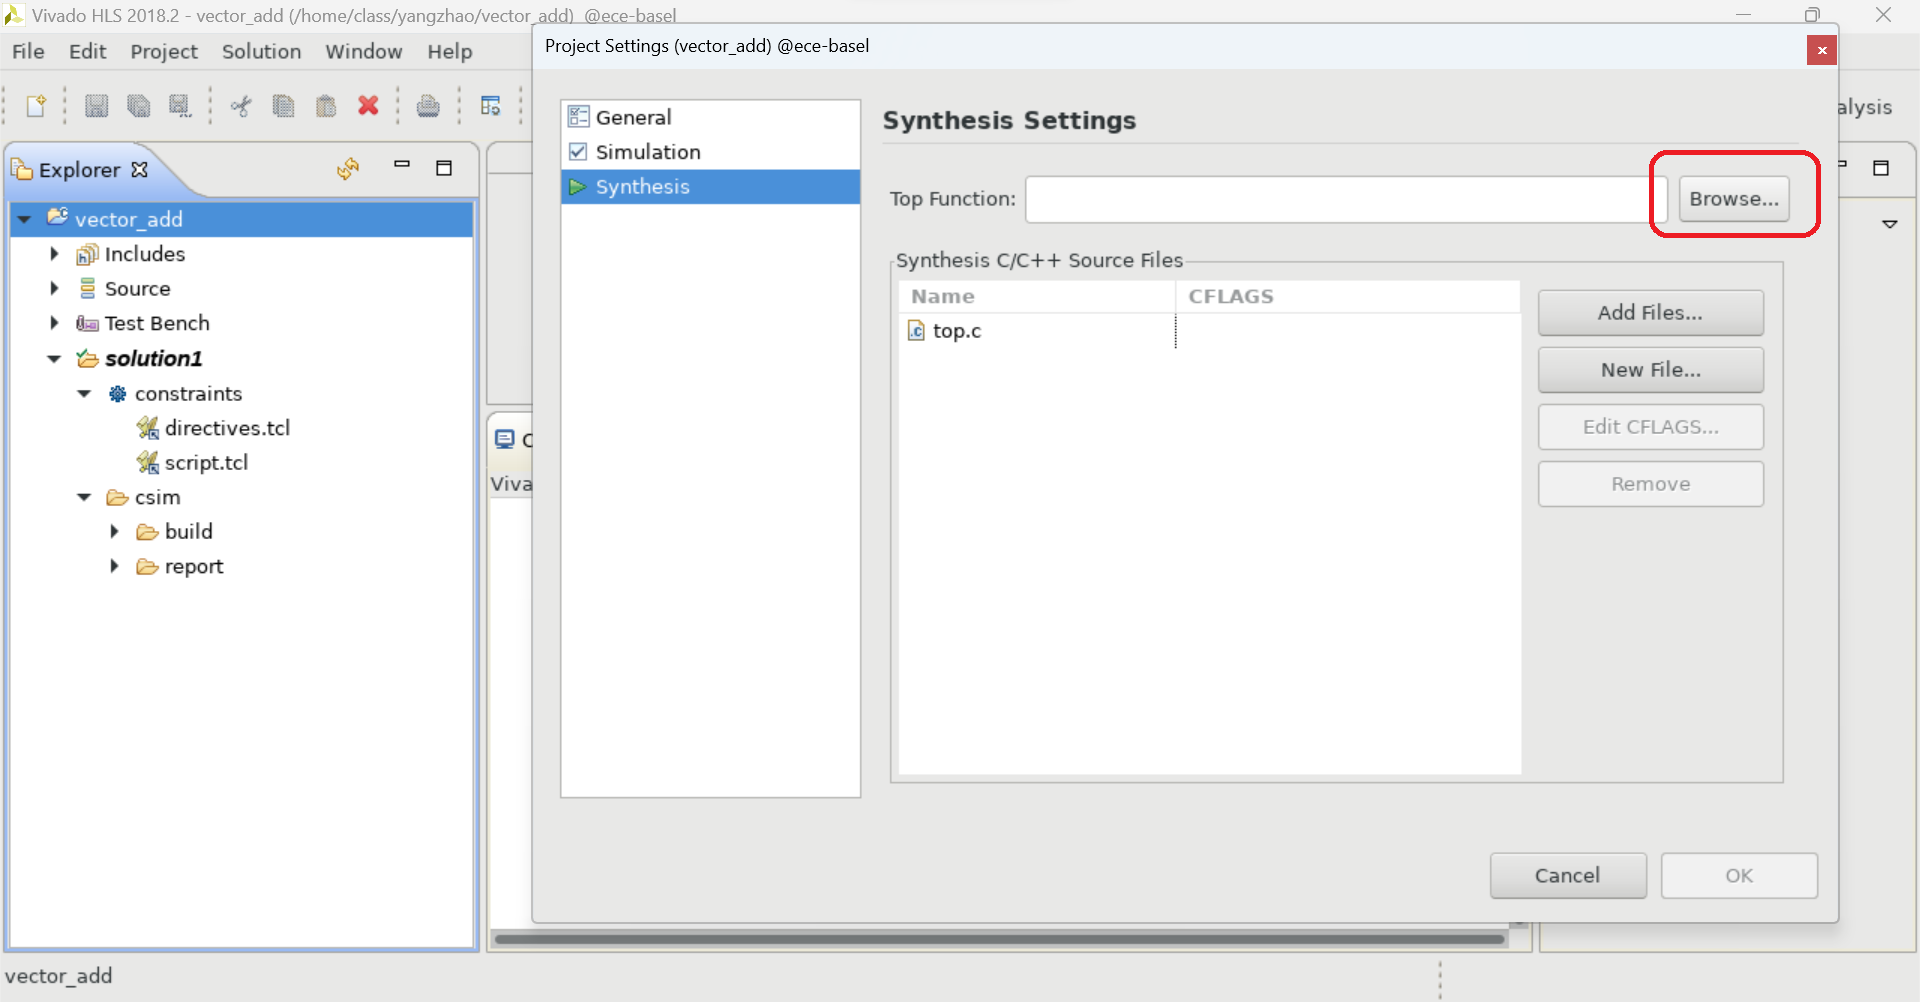 Vivado HLS 2018.2 - vector_add (/home/class/yangzhao/vector_add) @ece-basel
File Edit Project Solution Window Help
Explorer
vector_add
Includes
Source
Test Bench
solution1
constraints
directives.tcl
script.tcl
csim
build
report
Project Settings (vector_add) @ece-basel
General
Simulation
Synthesis
Synthesis Settings
Top Function:
Browse...
Synthesis C/C++ Source Files
Name CFLAGS
top.c
Add Files...
New File...
Edit CFLAGS...
Remove
Cancel
OK
alysis
C
Viva
vector_add